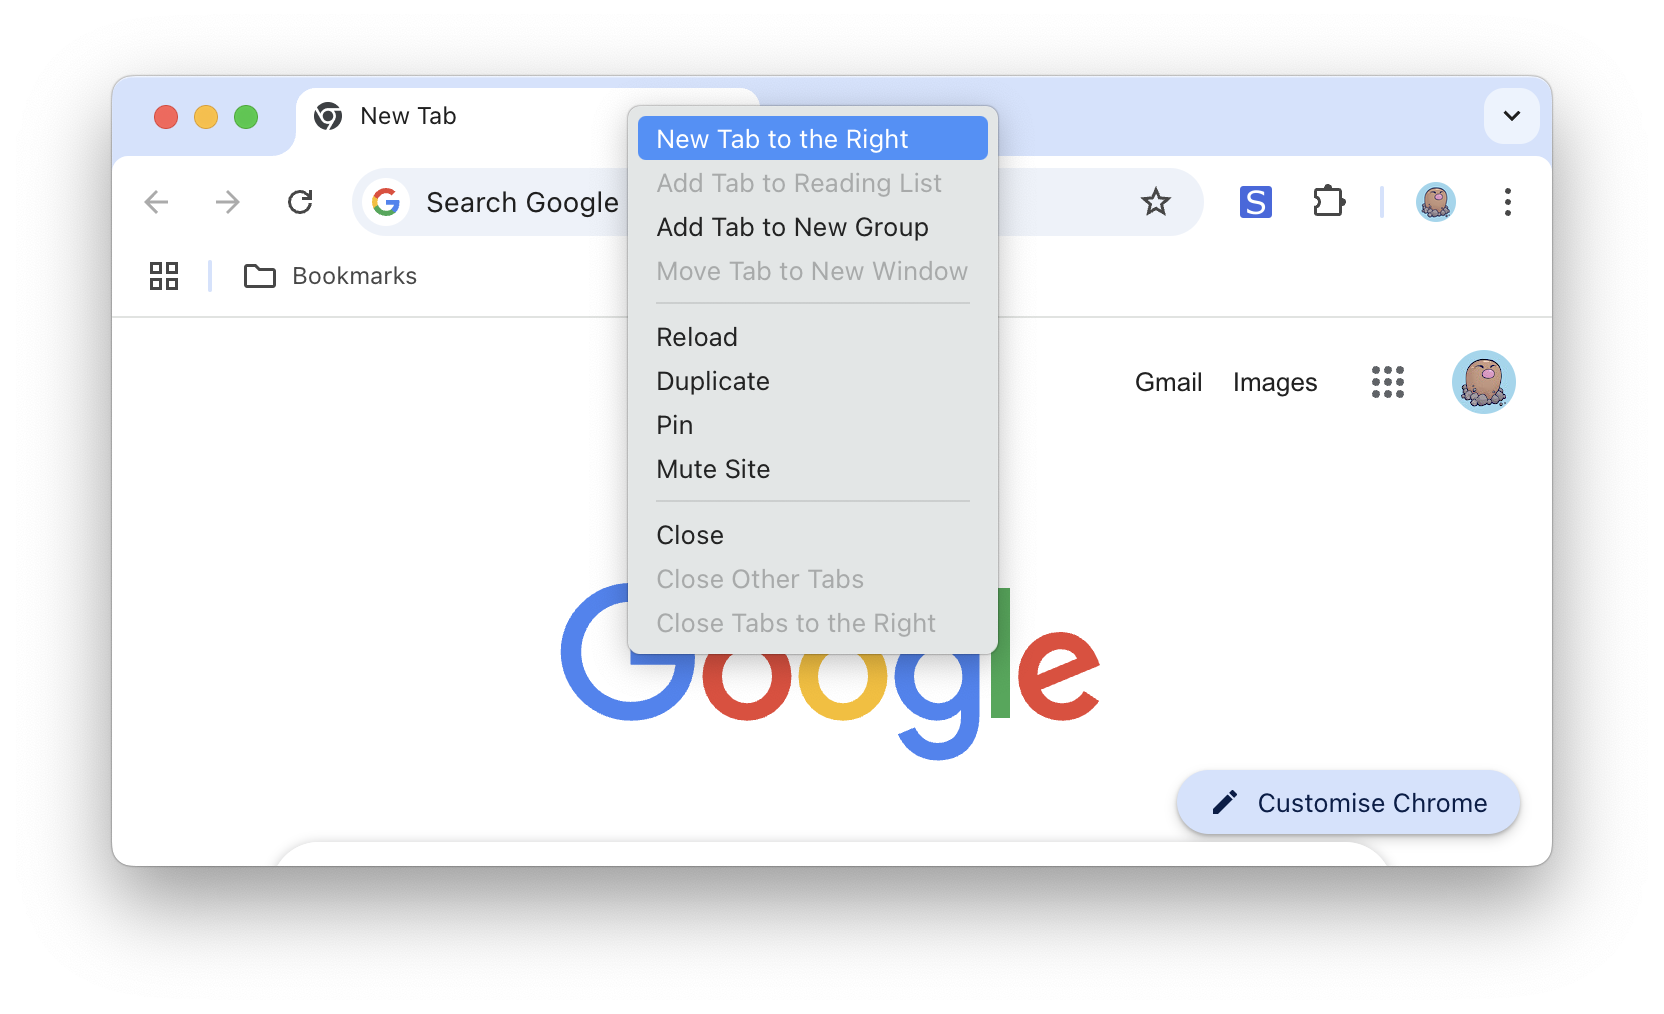 New Tab
New Tab to the Right
Add Tab to Reading List
Search Google
S
Add Tab to New Group
Move Tab to New Window
Bookmarks
Reload
Duplicate
Pin
Mute Site
Gmail Images
Close
Close Other Tabs
Close Tabs to the Right
Google
Customise Chrome